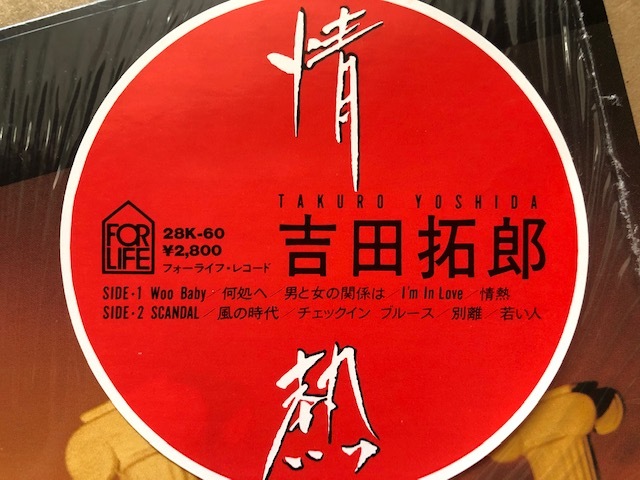 情
TAKURO YOSHIDA
吉田拓郎
FOR
LIFE
28K-60
¥2,800
フォーライフ・レコード
SIDE・1 Woo Baby／何処へ／男と女の関係は／I'm In Love／情熱
SIDE・2 SCANDAL／風の時代／チェックイン ブルース／別離／若い人
熱